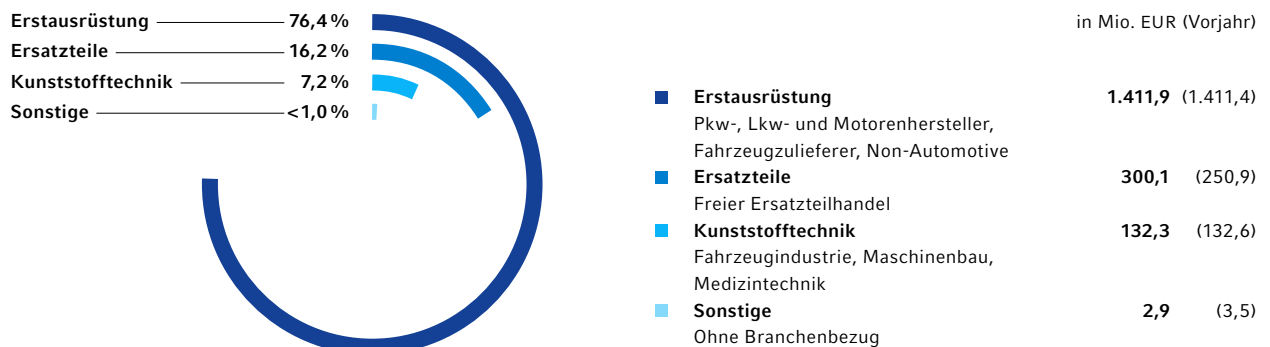 Erstausrüstung 76,4 %
Ersatzteile 16,2 %
Kunststofftechnik 7,2 %
Sonstige <1,0 %
in Mio. EUR (Vorjahr)
Erstausrüstung 1.411,9 (1.411,4)
Pkw-, Lkw- und Motorenhersteller,
Fahrzeugzulieferer, Non-Automotive
Ersatzteile 300,1 (250,9)
Freier Ersatzteilhandel
Kunststofftechnik 132,3 (132,6)
Fahrzeugindustrie, Maschinenbau,
Medizintechnik
Sonstige 2,9 (3,5)
Ohne Branchenbezug